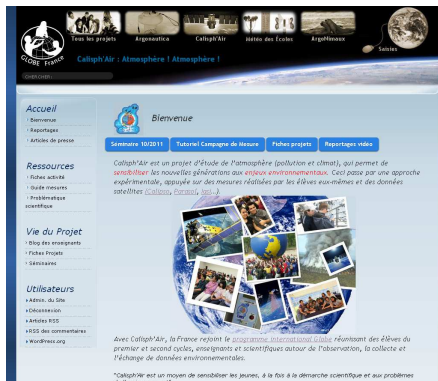 GLOBE France
Tous les projets
Argonautica
Calisph'Air
Météo des Écoles
ArgoNimaux
Saisies
Calisph'Air : Atmosphère ! Atmosphère !
CHERCHER:
Accueil
Bienvenue
Reportages
Articles de presse
Ressources
Fiches activité
Guide mesures
Problématique
scientifique
Vie du Projet
Blog des enseignants
Fiches Projets
Séminaires
Utilisateurs
Admin. du Site
Déconnexion
Articles RSS
RSS des commentaires
WordPress.org
Bienvenue
Séminaire 10/2011
Tutoriel Campagne de Mesure
Fiches projets
Reportages vidéo
Calisph'Air est un projet d'étude de l'atmosphère (pollution et climat), qui permet de
sensibiliser les nouvelles générations aux enjeux environnementaux. Ceci passe par une approche
expérimentale, appuyée sur des mesures réalisées par les élèves eux-mêmes et des données
satellites (Calipso, Parasol, Iasi…).
Avec Calisph'Air, la France rejoint le programme international Globe réunissant des élèves du
premier et second cycles, enseignants et scientifiques autour de l'observation, la collecte et
l'échange de données environnementales.
"Calisph'Air est un moyen de sensibiliser les jeunes, à la fois à la démarche scientifique et aux problèmes